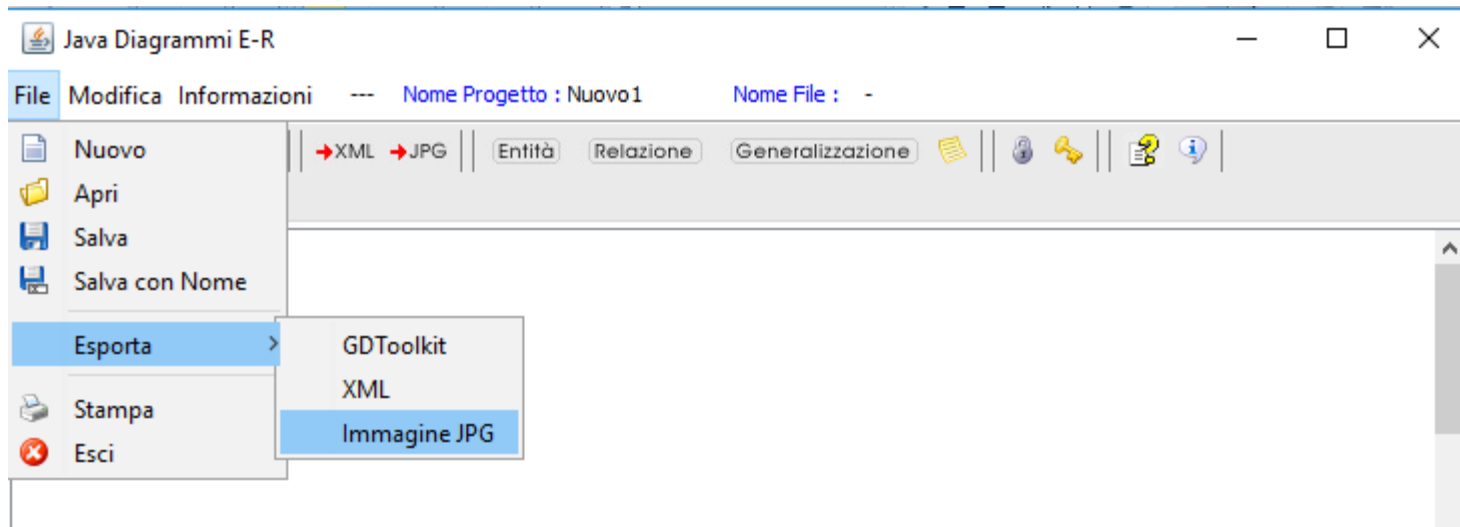 Java Diagrammi E-R
File Modifica Informazioni --- Nome Progetto : Nuovo1 Nome File : -
Nuovo
→XML →JPG Entità Relazione Generalizzazione
Apri
Salva
Salva con Nome
Esporta
GDToolkit
XML
Immagine JPG
Stampa
Esci